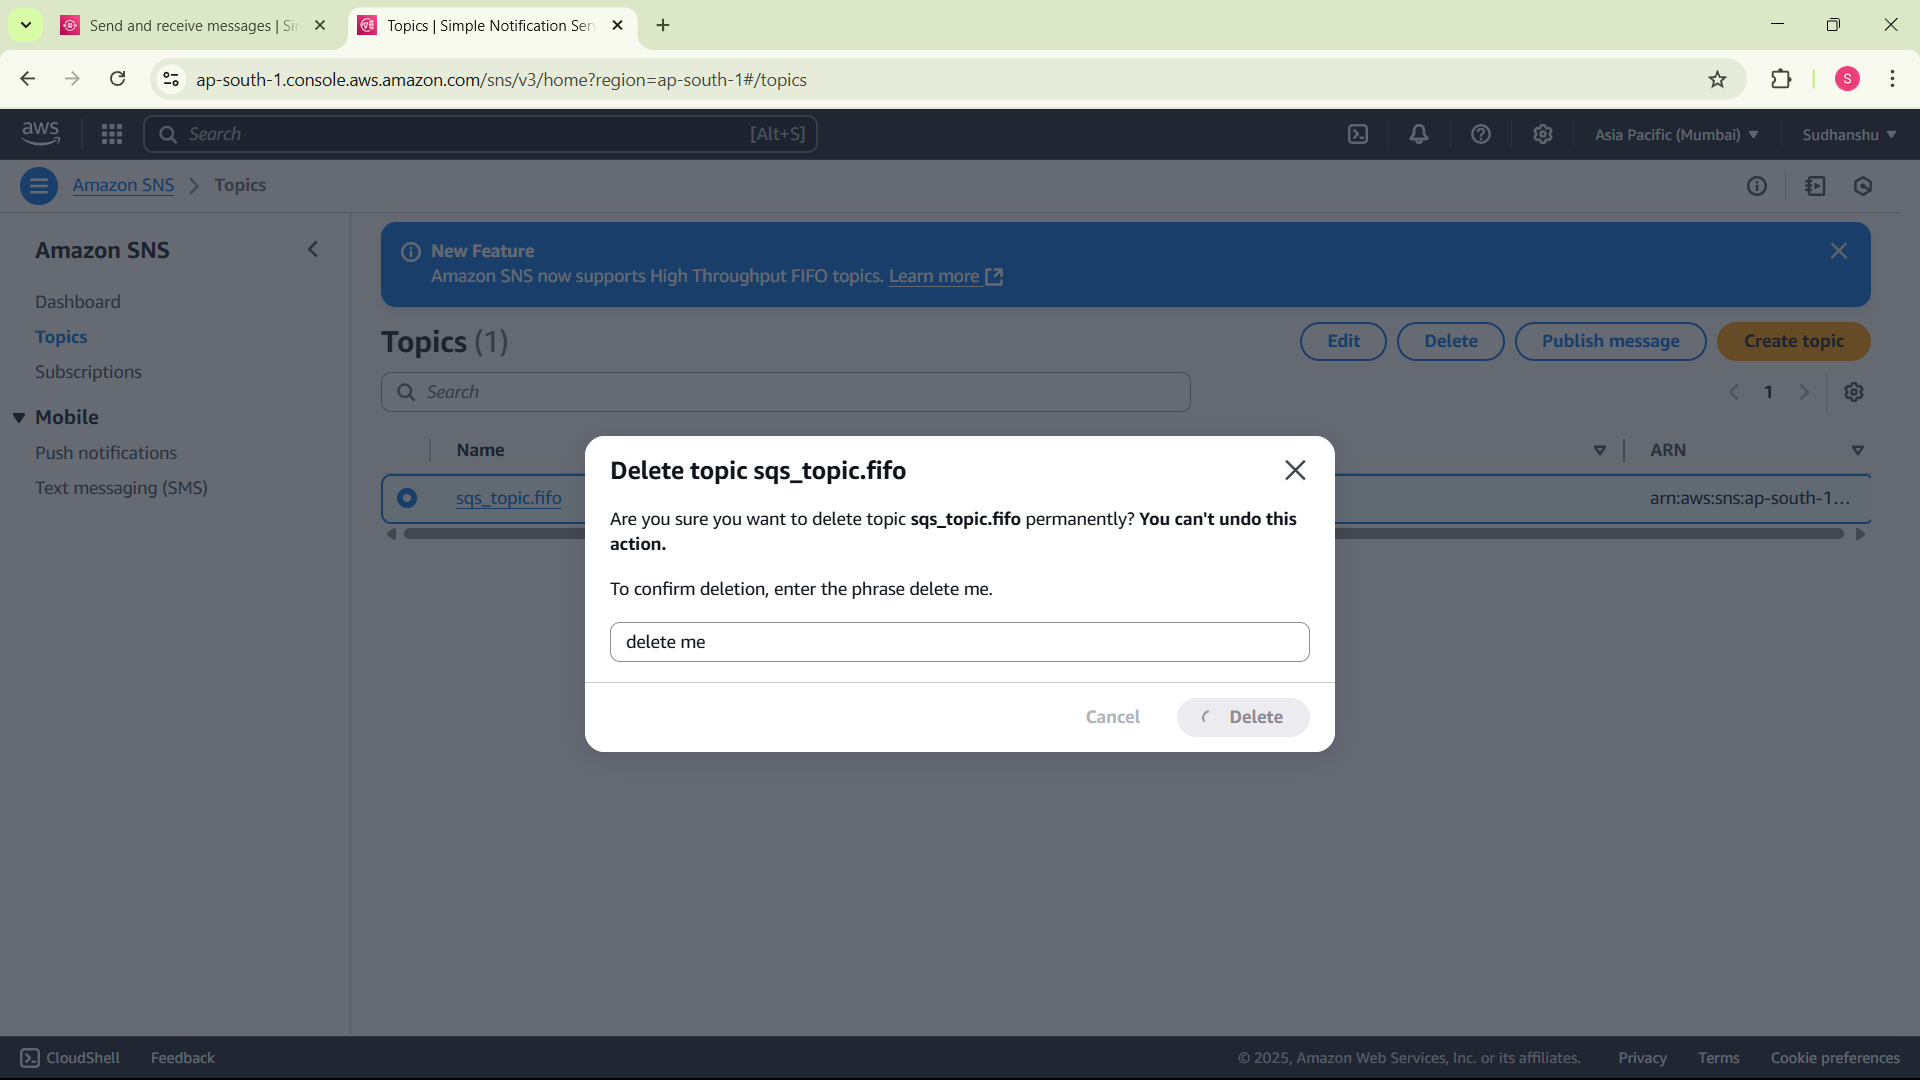 Send and receive messages | Si
Topics | Simple Notification Ser
ap-south-1.console.aws.amazon.com/sns/v3/home?region=ap-south-1#/topics
S
aws
Search
[Alt+S]
Asia Pacific (Mumbai)
Sudhanshu
Amazon SNS
Topics
Amazon SNS
Dashboard
Topics
Subscriptions
Mobile
Push notifications
Text messaging (SMS)
New Feature
Amazon SNS now supports High Throughput FIFO topics. Learn more
Topics (1)
Edit
Delete
Publish message
Create topic
Search
1
Name
ARN
sqs_topic.fifo
arn:aws:sns:ap-south-1...
Delete topic sqs_topic.fifo
Are you sure you want to delete topic sqs_topic.fifo permanently? You can't undo this
action.
To confirm deletion, enter the phrase delete me.
delete me
Cancel
Delete
CloudShell
Feedback
© 2025, Amazon Web Services, Inc. or its affiliates.
Privacy
Terms
Cookie preferences